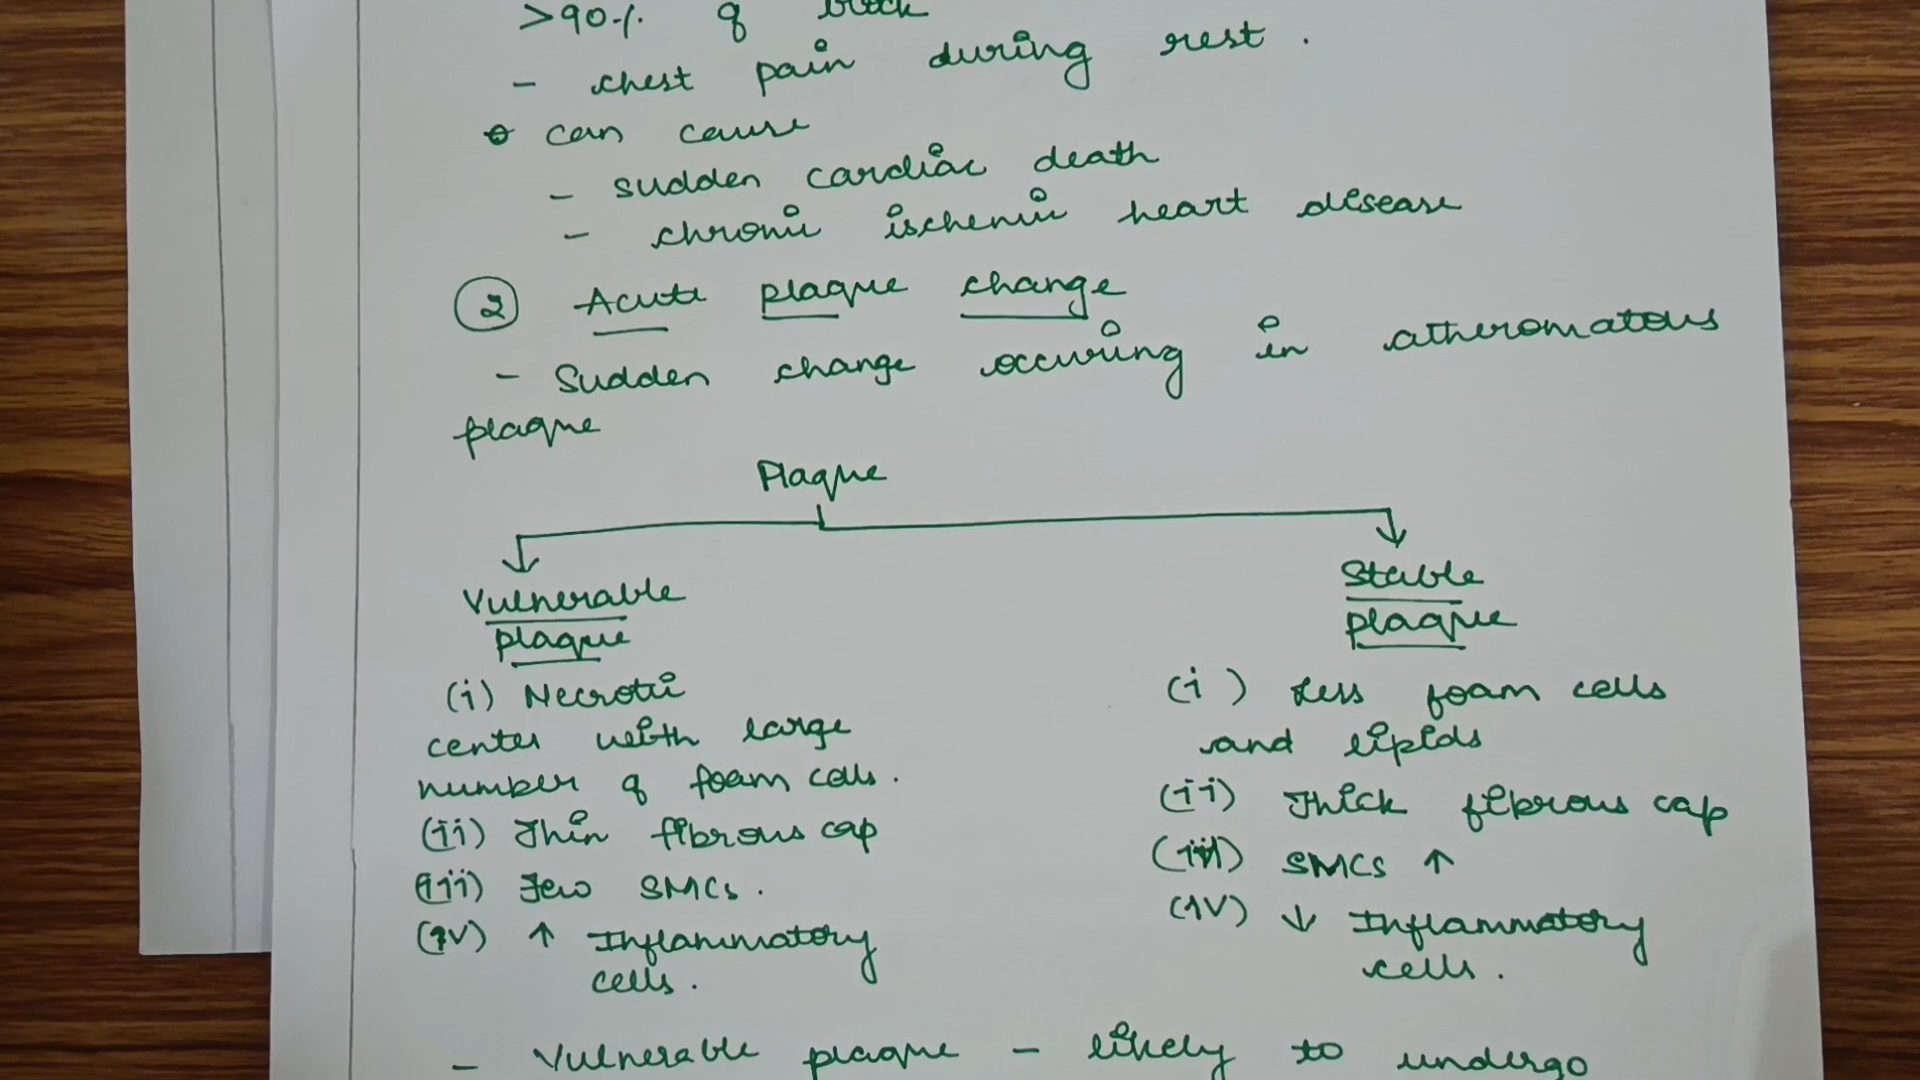 >90% of block
- chest pain during rest.
can cause
- sudden cardiac death
- chronic ischemic heart disease
2 Acute plaque change
- Sudden change occuring in atheromatous
plaque
Plaque
Vulnerable
plaque
(i) Necrotic
center with large
number of foam cells.
(ii) Thin fibrous cap
(iii) Few SMCs.
(iv) ↑ Inflammatory
cells.
Stable
plaque
(i) Less foam cells
and lipids
(ii) Thick fibrous cap
(iii) SMCs ↑
(iv) ↓ Inflammatory
cells.
- Vulnerable plaque - likely to undergo